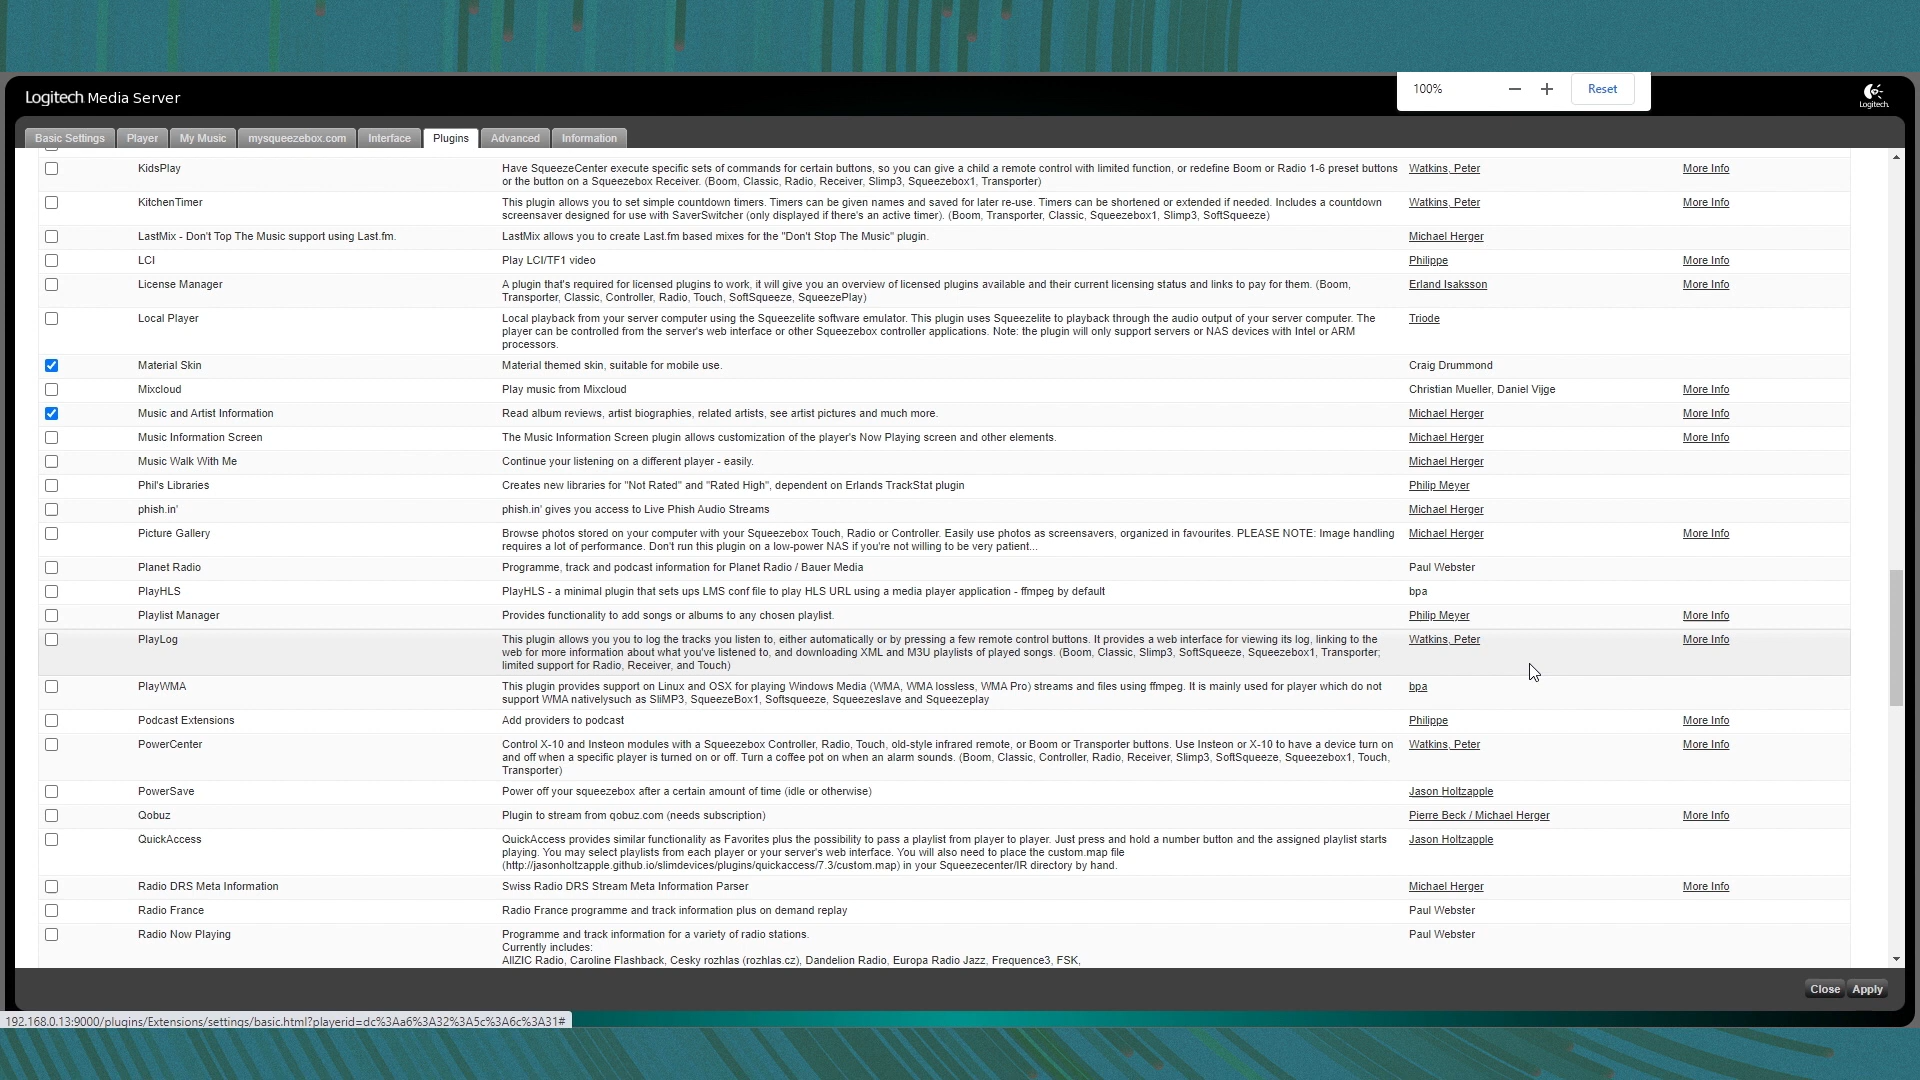 Logitech Media Server
100%
Reset
Logitech
Basic Settings
Player
My Music
mysqueezebox.com
Interface
Plugins
Advanced
Information
KidsPlay
Have SqueezeCenter execute specific sets of commands for certain buttons, so you can give a child a remote control with limited function, or redefine Boom or Radio 1-6 preset buttons
or the button on a Squeezebox Receiver. (Boom, Classic, Radio, Receiver, Slimp3, Squeezebox1, Transporter)
Watkins, Peter
More Info
KitchenTimer
This plugin allows you to set simple countdown timers. Timers can be given names and saved for later re-use. Timers can be shortened or extended if needed. Includes a countdown
screensaver designed for use with SaverSwitcher (only displayed if there's an active timer). (Boom, Transporter, Classic, Squeezebox1, Slimp3, SoftSqueeze)
Watkins, Peter
More Info
LastMix - Don't Top The Music support using Last.fm.
LastMix allows you to create Last.fm based mixes for the "Don't Stop The Music" plugin.
Michael Herger
LCI
Play LCI/TF1 video
Philippe
More Info
License Manager
A plugin that's required for licensed plugins to work, it will give you an overview of licensed plugins available and their current licensing status and links to pay for them. (Boom,
Transporter, Classic, Controller, Radio, Touch, SoftSqueeze, SqueezePlay)
Erland Isaksson
More Info
Local Player
Local playback from your server computer using the Squeezelite software emulator. This plugin uses Squeezelite to playback through the audio output of your server computer. The
player can be controlled from the server's web interface or other Squeezebox controller applications. Note: the plugin will only support servers or NAS devices with Intel or ARM
processors.
Triode
Material Skin
Material themed skin, suitable for mobile use.
Craig Drummond
Mixcloud
Play music from Mixcloud
Christian Mueller, Daniel Vijge
More Info
Music and Artist Information
Read album reviews, artist biographies, related artists, see artist pictures and much more.
Michael Herger
More Info
Music Information Screen
The Music Information Screen plugin allows customization of the player's Now Playing screen and other elements.
Michael Herger
More Info
Music Walk With Me
Continue your listening on a different player - easily.
Michael Herger
Phil's Libraries
Creates new libraries for "Not Rated" and "Rated High", dependent on Erlands TrackStat plugin
Philip Meyer
phish.in'
phish.in' gives you access to Live Phish Audio Streams
Michael Herger
Picture Gallery
Browse photos stored on your computer with your Squeezebox Touch, Radio or Controller. Easily use photos as screensavers, organized in favourites. PLEASE NOTE: Image handling
requires a lot of performance. Don't run this plugin on a low-power NAS if you're not willing to be very patient...
Michael Herger
More Info
Planet Radio
Programme, track and podcast information for Planet Radio / Bauer Media
Paul Webster
PlayHLS
PlayHLS - a minimal plugin that sets ups LMS conf file to play HLS URL using a media player application - ffmpeg by default
bpa
Playlist Manager
Provides functionality to add songs or albums to any chosen playlist.
Philip Meyer
More Info
PlayLog
This plugin allows you you to log the tracks you listen to, either automatically or by pressing a few remote control buttons. It provides a web interface for viewing its log, linking to the
web for more information about what you've listened to, and downloading XML and M3U playlists of played songs. (Boom, Classic, Slimp3, SoftSqueeze, Squeezebox1, Transporter;
limited support for Radio, Receiver, and Touch)
Watkins, Peter
More Info
PlayWMA
This plugin provides support on Linux and OSX for playing Windows Media (WMA, WMA lossless, WMA Pro) streams and files using ffmpeg. It is mainly used for player which do not
support WMA nativelysuch as SliMP3, SqueezeBox1, Softsqueeze, Squeezeslave and Squeezeplay
bpa
Podcast Extensions
Add providers to podcast
Philippe
More Info
PowerCenter
Control X-10 and Insteon modules with a Squeezebox Controller, Radio, Touch, old-style infrared remote, or Boom or Transporter buttons. Use Insteon or X-10 to have a device turn on
and off when a specific player is turned on or off. Turn a coffee pot on when an alarm sounds. (Boom, Classic, Controller, Radio, Receiver, Slimp3, SoftSqueeze, Squeezebox1, Touch,
Transporter)
Watkins, Peter
More Info
PowerSave
Power off your squeezebox after a certain amount of time (idle or otherwise)
Jason Holtzapple
Qobuz
Plugin to stream from qobuz.com (needs subscription)
Pierre Beck / Michael Herger
More Info
QuickAccess
QuickAccess provides similar functionality as Favorites plus the possibility to pass a playlist from player to player. Just press and hold a number button and the assigned playlist starts
playing. You may select playlists from each player or your server's web interface. You will also need to place the custom.map file
(http://jasonholtzapple.github.io/slimdevices/plugins/quickaccess/7.3/custom.map) in your Squeezecenter/IR directory by hand.
Jason Holtzapple
Radio DRS Meta Information
Swiss Radio DRS Stream Meta Information Parser
Michael Herger
More Info
Radio France
Radio France programme and track information plus on demand replay
Paul Webster
Radio Now Playing
Programme and track information for a variety of radio stations.
Currently includes:
AllZIC Radio, Caroline Flashback, Cesky rozhlas (rozhlas.cz), Dandelion Radio, Europa Radio Jazz, Frequence3, FSK,
Paul Webster
Close
Apply
192.168.0.13:9000/plugins/Extensions/settings/basic.html?playerid=dc%3Aa6%3A32%3A5c%3A6c%3A31#